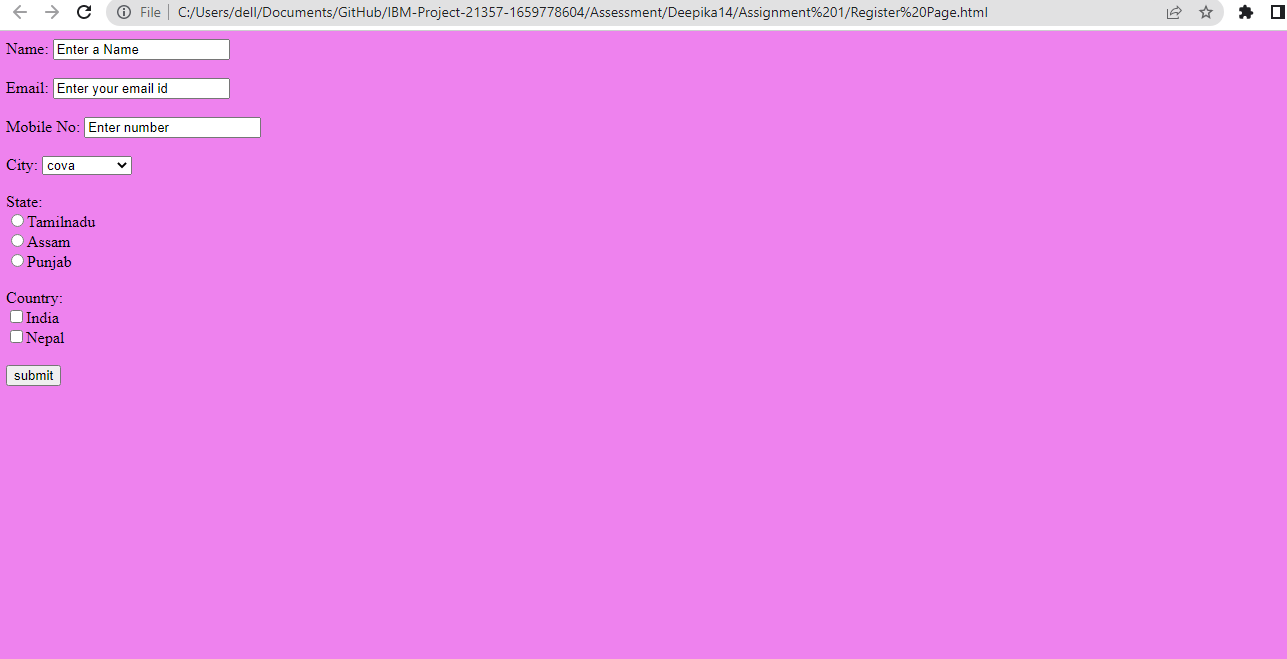 File C:/Users/dell/Documents/GitHub/IBM-Project-21357-1659778604/Assessment/Deepika14/Assignment%201/Register%20Page.html
Name: Enter a Name
Email: Enter your email id
Mobile No: Enter number
City: cova
State:
Tamilnadu
Assam
Punjab
Country:
India
Nepal
submit